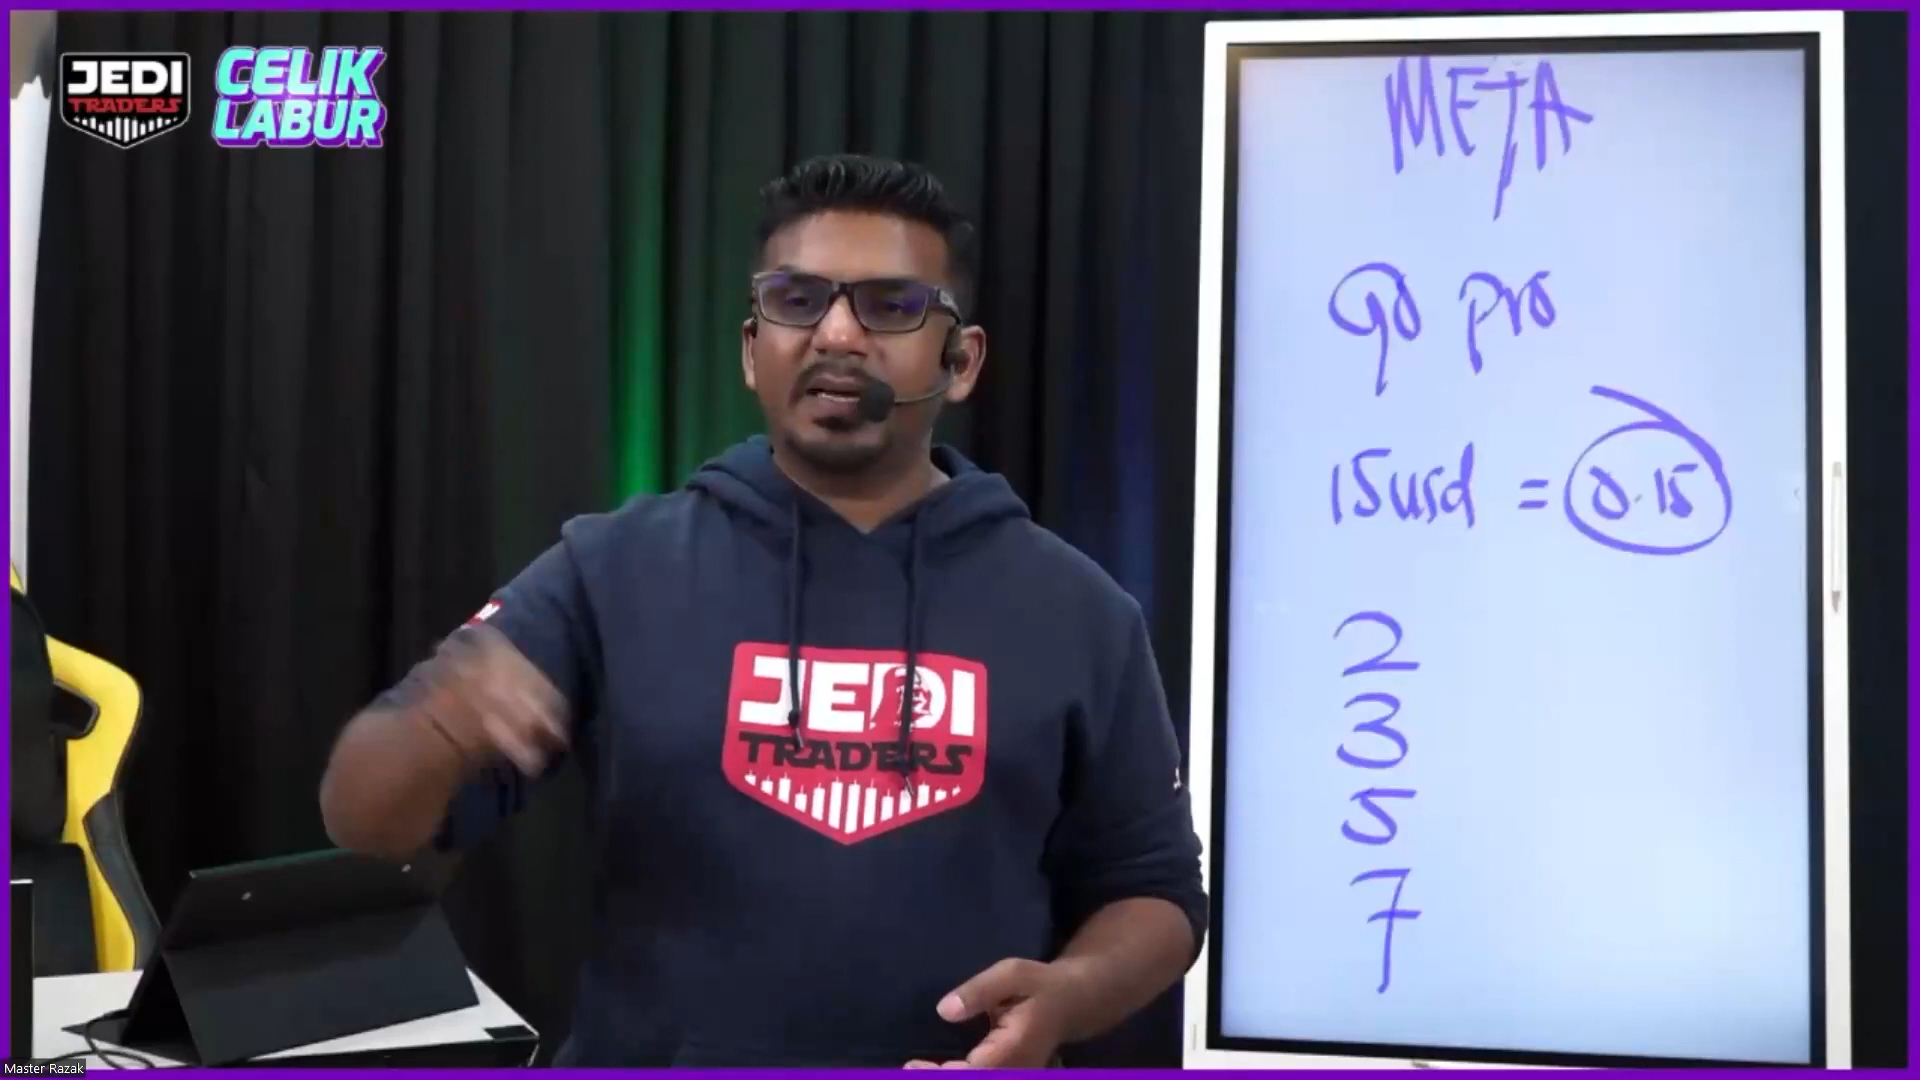 JEDI
TRADERS
CELIK
LABUR
META
Go pro
15usd = 0.15
2
3
5
7
JEDI
TRADERS
Master Razak